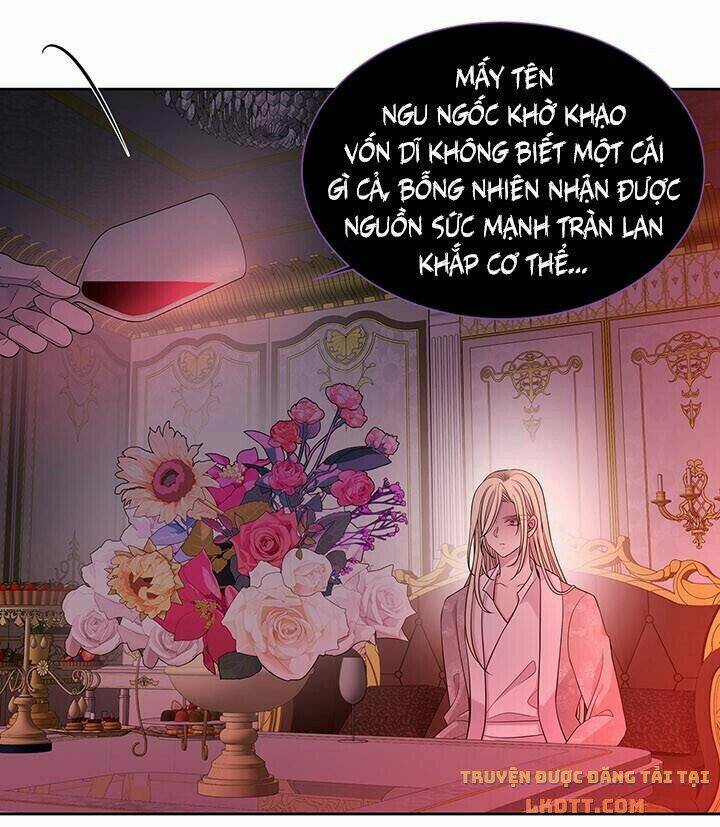 MẤY TÊN
NGU NGỐC KHỜ KHẠO
VỐN DĨ KHÔNG BIẾT MỘT CÁI
GÌ CẢ, BỖNG NHIÊN NHẬN ĐƯỢC
NGUỒN SỨC MẠNH TRÀN LAN
KHẮP CƠ THỂ...
TRUYỆN ĐƯỢC ĐĂNG TẢI TẠI
LKOTT.COM